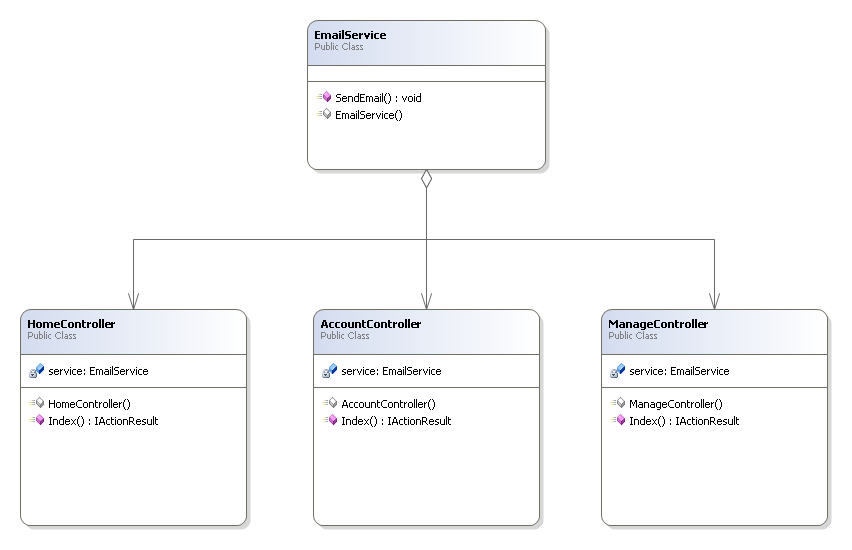 EmailService
Public Class
SendEmail() : void
EmailService()
HomeController
Public Class
service: EmailService
HomeController()
Index() : IActionResult
AccountController
Public Class
service: EmailService
AccountController()
Index() : IActionResult
ManageController
Public Class
service: EmailService
ManageController()
Index() : IActionResult